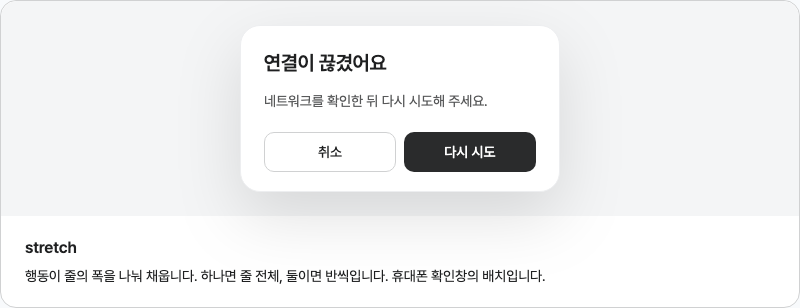 연결이 끊겼어요
네트워크를 확인한 뒤 다시 시도해 주세요.
취소 다시 시도
stretch
행동이 줄의 폭을 나눠 채웁니다. 하나면 줄 전체, 둘이면 반씩입니다. 휴대폰 확인창의 배치입니다.